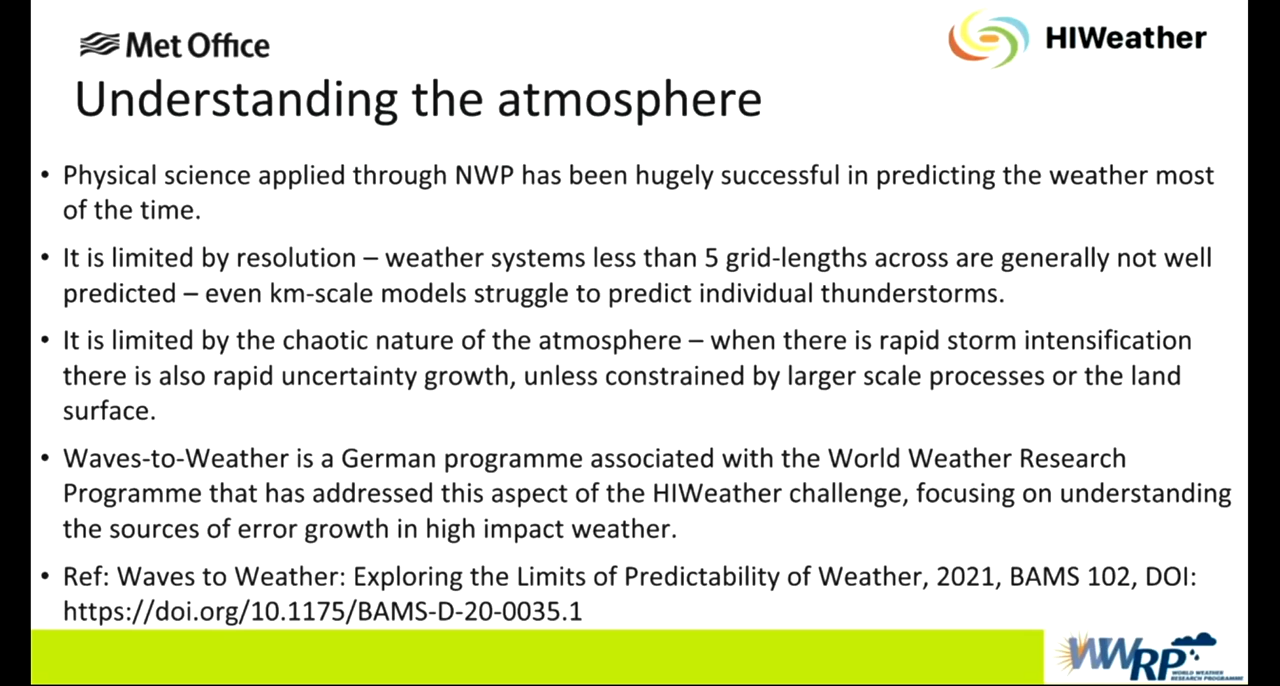 Met Office
HIWeather
Understanding the atmosphere
• Physical science applied through NWP has been hugely successful in predicting the weather most
of the time.
• It is limited by resolution – weather systems less than 5 grid-lengths across are generally not well
predicted – even km-scale models struggle to predict individual thunderstorms.
• It is limited by the chaotic nature of the atmosphere – when there is rapid storm intensification
there is also rapid uncertainty growth, unless constrained by larger scale processes or the land
surface.
• Waves-to-Weather is a German programme associated with the World Weather Research
Programme that has addressed this aspect of the HIWeather challenge, focusing on understanding
the sources of error growth in high impact weather.
• Ref: Waves to Weather: Exploring the Limits of Predictability of Weather, 2021, BAMS 102, DOI:
https://doi.org/10.1175/BAMS-D-20-0035.1
WWRP
WORLD WEATHER
RESEARCH PROGRAMME